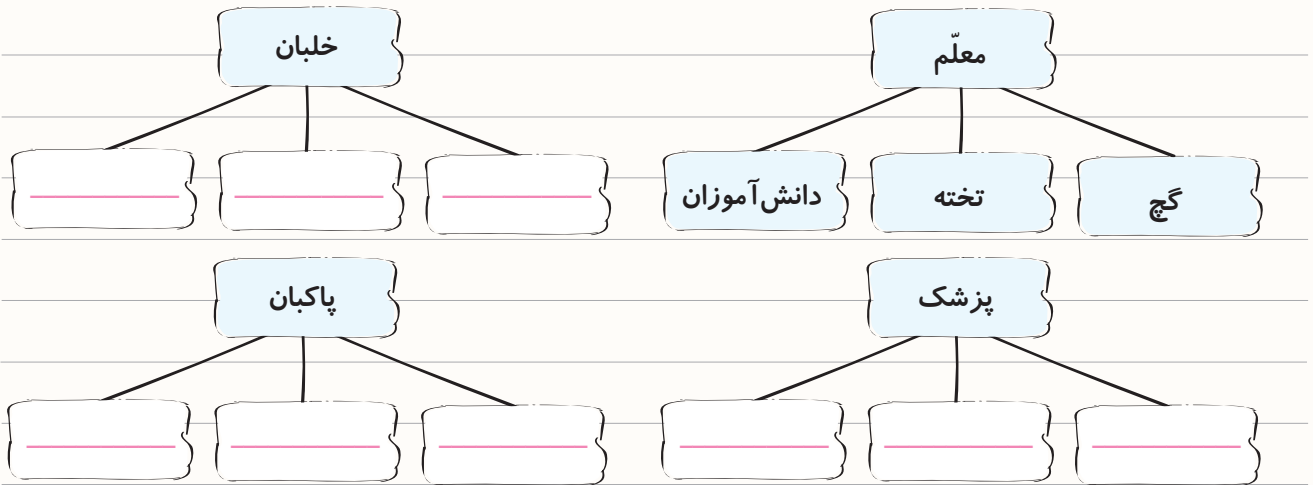 معلّم
گچ
تخته
دانش‌آموزان
خلبان
پزشک
پاکبان